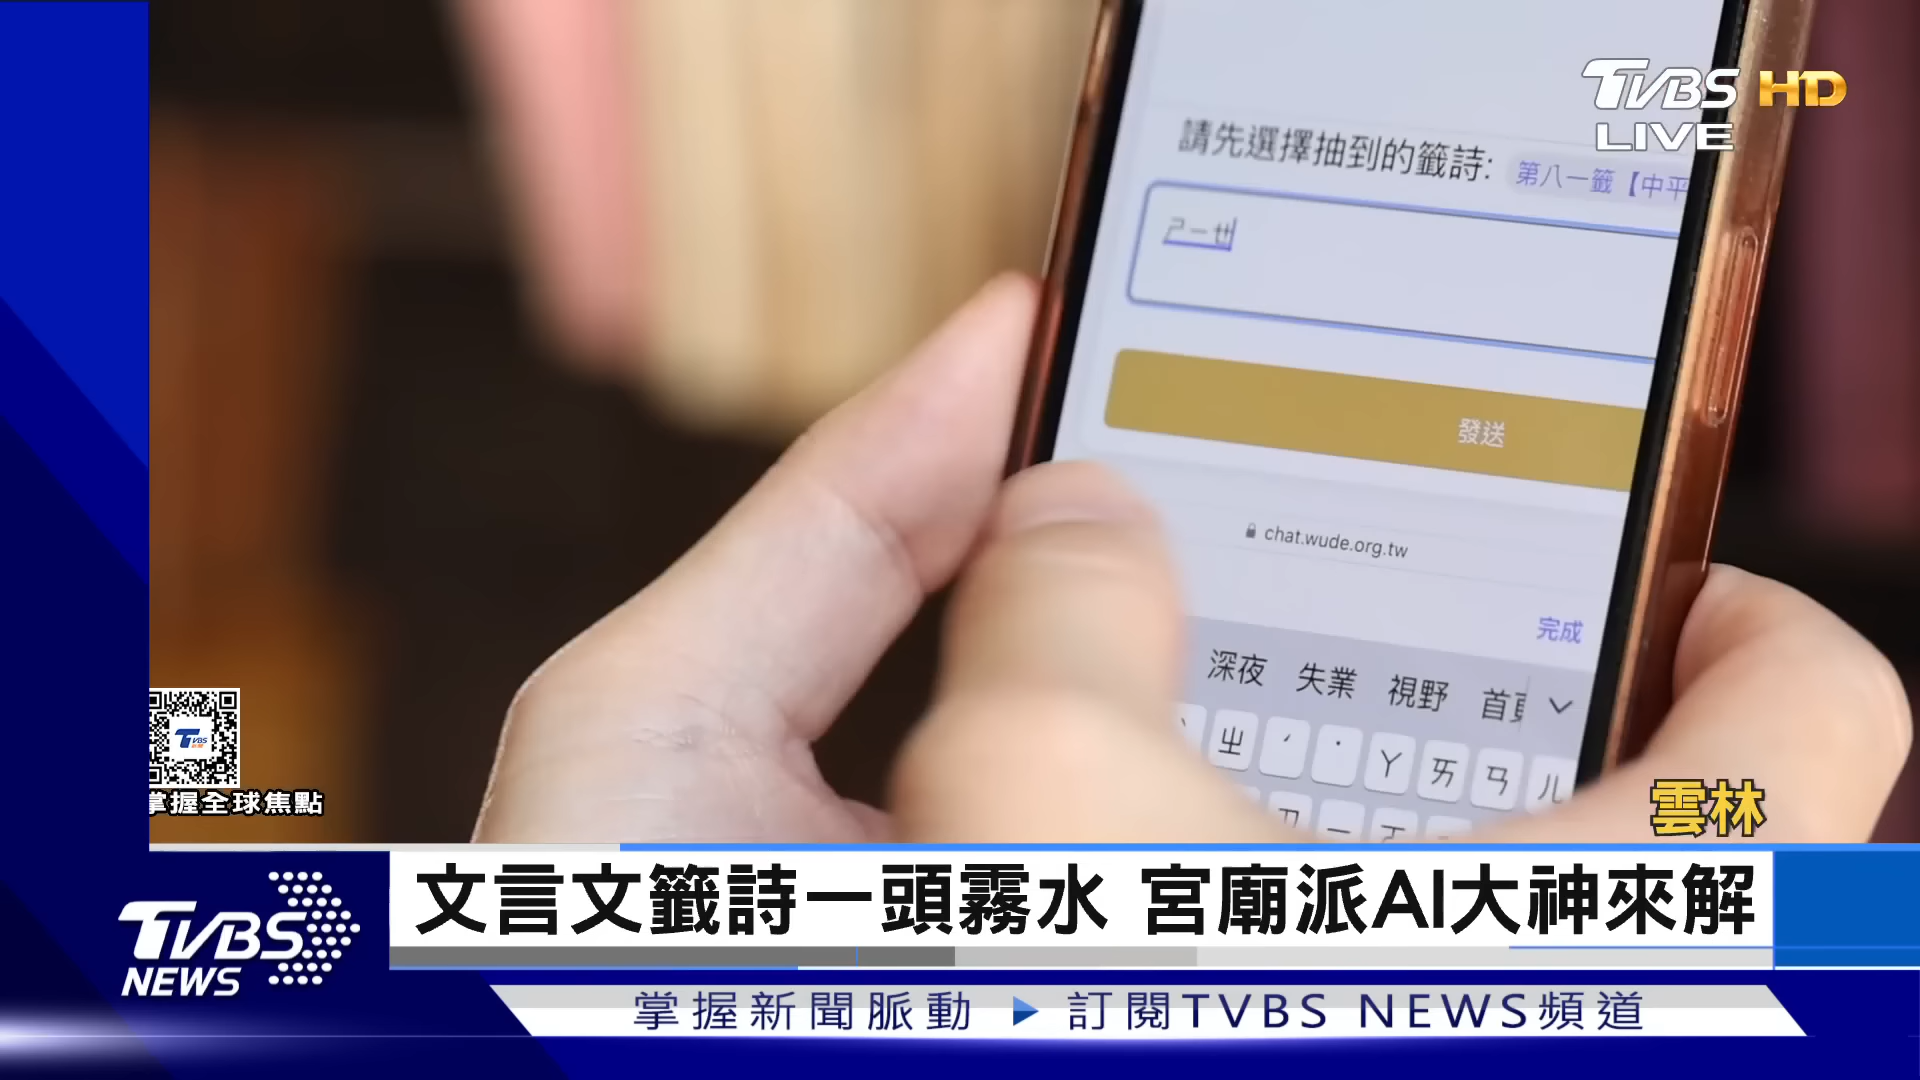 TVBS HD
LIVE
請先選擇抽到的籤詩: 第八一籤【中平
ㄕㄧㄝ
發送
chat.wude.org.tw
完成
深夜 失業 視野 首頁
ˋ ㄓ ˊ ˙ ㄚ ㄞ ㄢ ㄦ
ㄗ ㄧ ㄛ
TVBS
掌握全球焦點
雲林
文言文籤詩一頭霧水 宮廟派AI大神來解
TVBS
NEWS
掌握新聞脈動 ▶ 訂閱TVBS NEWS頻道